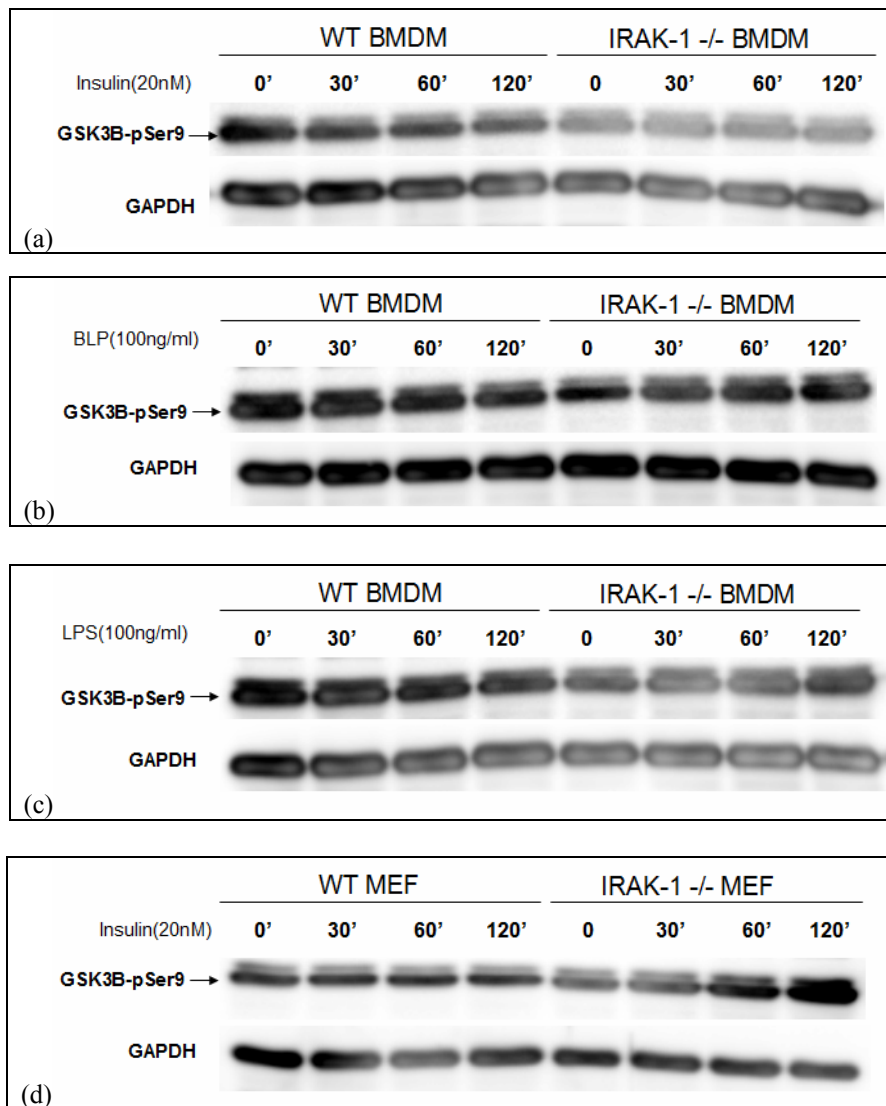 WT BMDM IRAK-1 -/- BMDM
Insulin(20nM) 0’ 30’ 60’ 120’ 0 30’ 60’ 120’
GSK3B-pSer9
GAPDH
(a)
WT BMDM IRAK-1 -/- BMDM
BLP(100ng/ml) 0’ 30’ 60’ 120’ 0 30’ 60’ 120’
GSK3B-pSer9
GAPDH
(b)
WT BMDM IRAK-1 -/- BMDM
LPS(100ng/ml) 0’ 30’ 60’ 120’ 0 30’ 60’ 120’
GSK3B-pSer9
GAPDH
(c)
WT MEF IRAK-1 -/- MEF
Insulin(20nM) 0’ 30’ 60’ 120’ 0 30’ 60’ 120’
GSK3B-pSer9
GAPDH
(d)